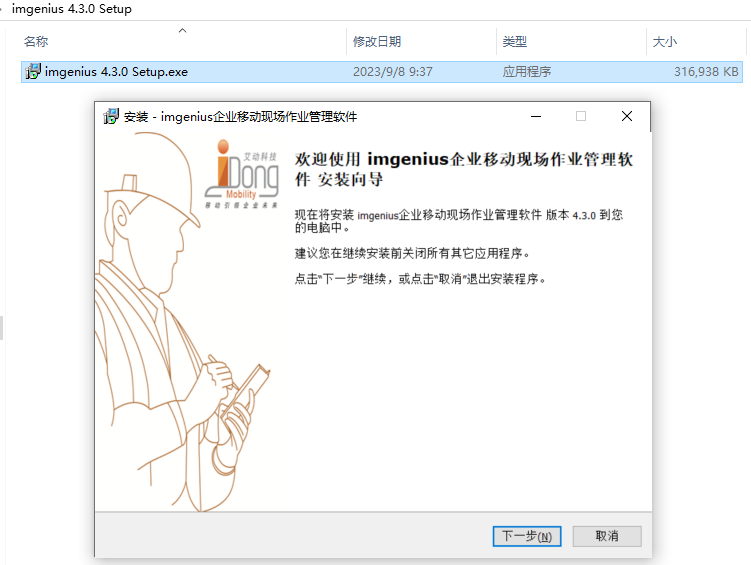 imgenius 4.3.0 Setup
名称 修改日期 类型 大小
imgenius 4.3.0 Setup.exe 2023/9/8 9:37 应用程序 316,938 KB
安装 - imgenius企业移动现场作业管理软件
艾动科技
iDong
Mobility
移动引领企业未来
欢迎使用 imgenius企业移动现场作业管理软
件 安装向导
现在将安装 imgenius企业移动现场作业管理软件 版本 4.3.0 到您
的电脑中。
建议您在继续安装前关闭所有其它应用程序。
点击“下一步”继续，或点击“取消”退出安装程序。
下一步(N) 取消